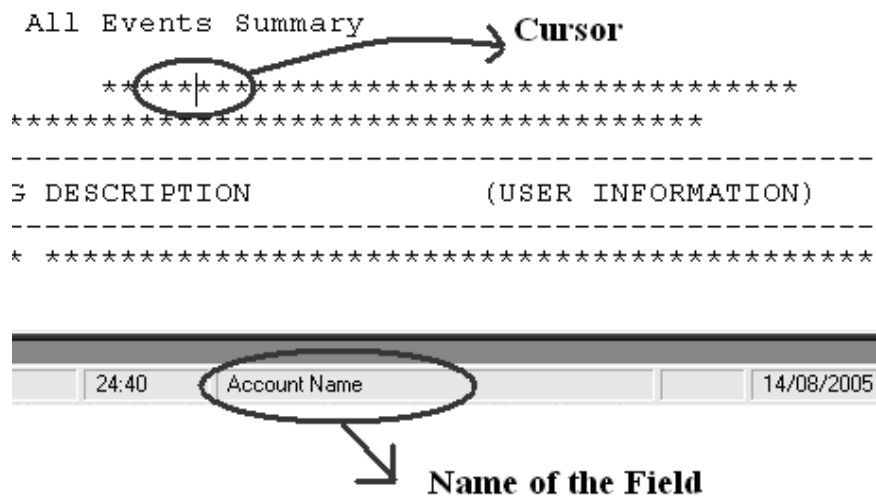 All Events Summary
Cursor
*************************************
*************************************
-----------------------------------------------
G DESCRIPTION (USER INFORMATION)
-----------------------------------------------
* ********************************************
24:40 Account Name 14/08/2005
Name of the Field